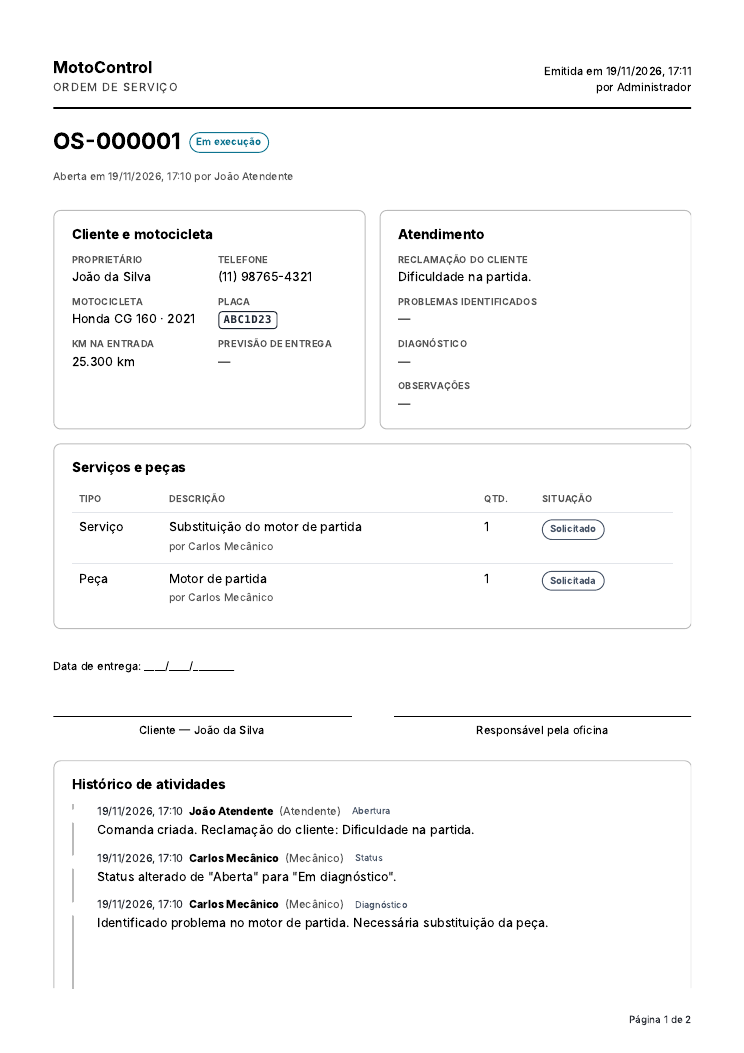 MotoControl
ORDEM DE SERVIÇO
Emitida em 19/11/2026, 17:11
por Administrador
OS-000001 Em execução
Aberta em 19/11/2026, 17:10 por João Atendente
Cliente e motocicleta
PROPRIETÁRIO TELEFONE
João da Silva (11) 98765-4321
MOTOCICLETA PLACA
Honda CG 160 · 2021 ABC1D23
KM NA ENTRADA PREVISÃO DE ENTREGA
25.300 km —
Atendimento
RECLAMAÇÃO DO CLIENTE
Dificuldade na partida.
PROBLEMAS IDENTIFICADOS
—
DIAGNÓSTICO
—
OBSERVAÇÕES
—
Serviços e peças
TIPO DESCRIÇÃO QTD. SITUAÇÃO
Serviço Substituição do motor de partida 1 Solicitado
por Carlos Mecânico
Peça Motor de partida 1 Solicitada
por Carlos Mecânico
Data de entrega: ____/____/________
Cliente — João da Silva Responsável pela oficina
Histórico de atividades
19/11/2026, 17:10 João Atendente (Atendente) Abertura
Comanda criada. Reclamação do cliente: Dificuldade na partida.
19/11/2026, 17:10 Carlos Mecânico (Mecânico) Status
Status alterado de "Aberta" para "Em diagnóstico".
19/11/2026, 17:10 Carlos Mecânico (Mecânico) Diagnóstico
Identificado problema no motor de partida. Necessária substituição da peça.
Página 1 de 2